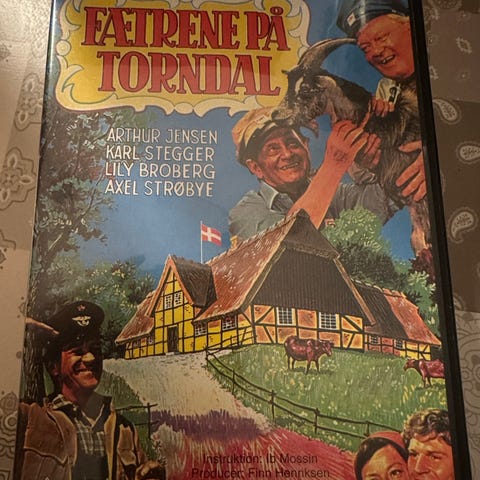 FÆTRENE PÅ
TORNDAL
ARTHUR JENSEN
KARL STEGGER
LILY BROBERG
AXEL STRØBYE
Instruktion: Ib Mossin
Producer: Finn Henriksen